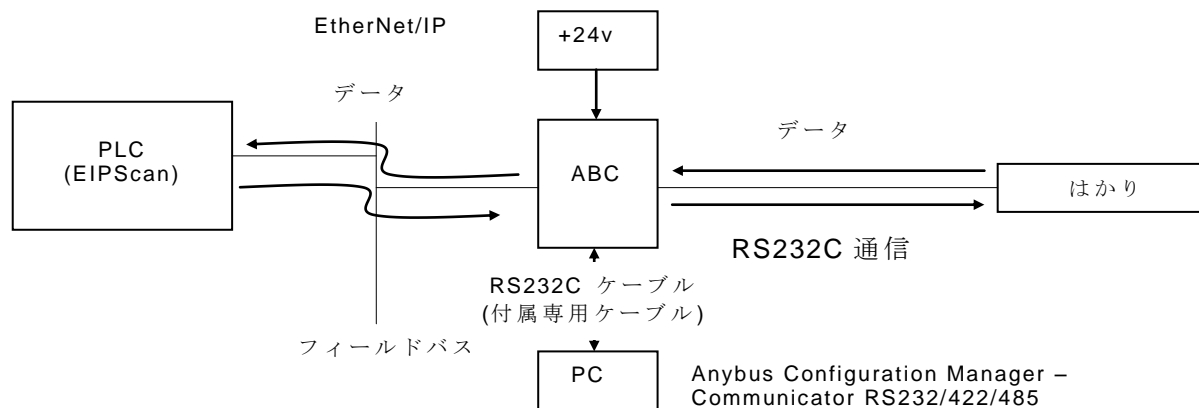 EtherNet/IP
+24v
データ
PLC
(EIPScan)
ABC
データ
はかり
RS232C 通信
RS232C ケーブル
(付属専用ケーブル)
フィールドバス
PC
Anybus Configuration Manager –
Communicator RS232/422/485